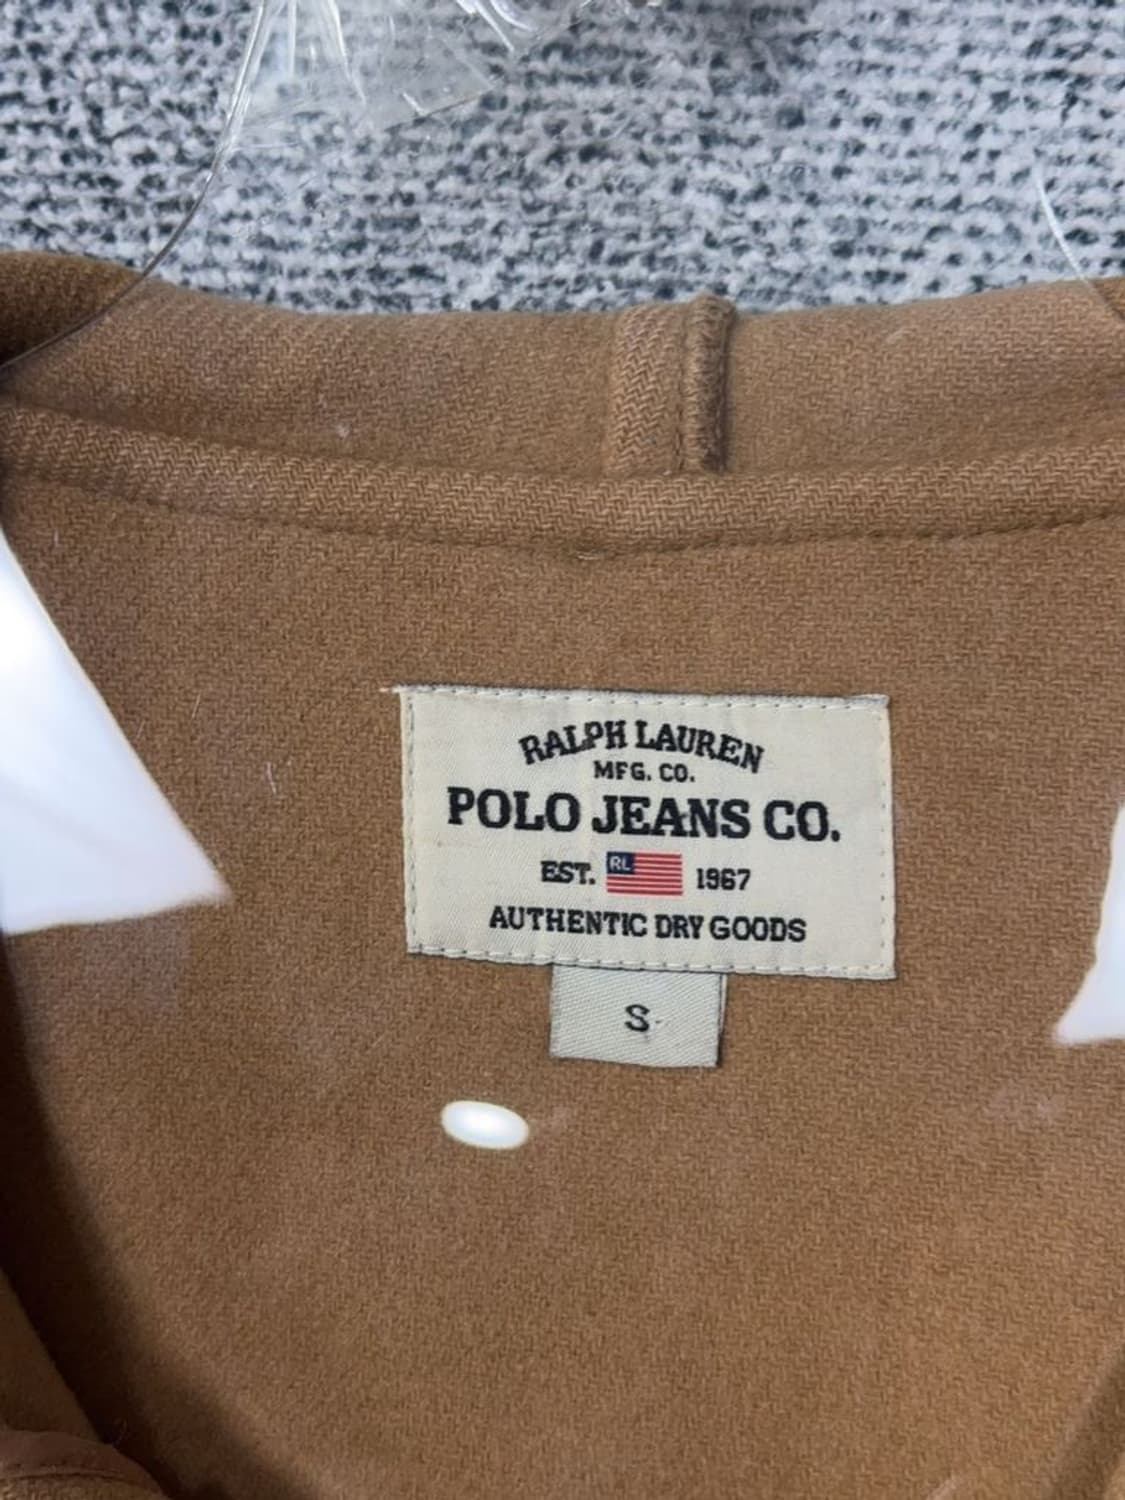 RALPH LAUREN
MFG. CO.
POLO JEANS CO.
EST. RL 1967
AUTHENTIC DRY GOODS
S